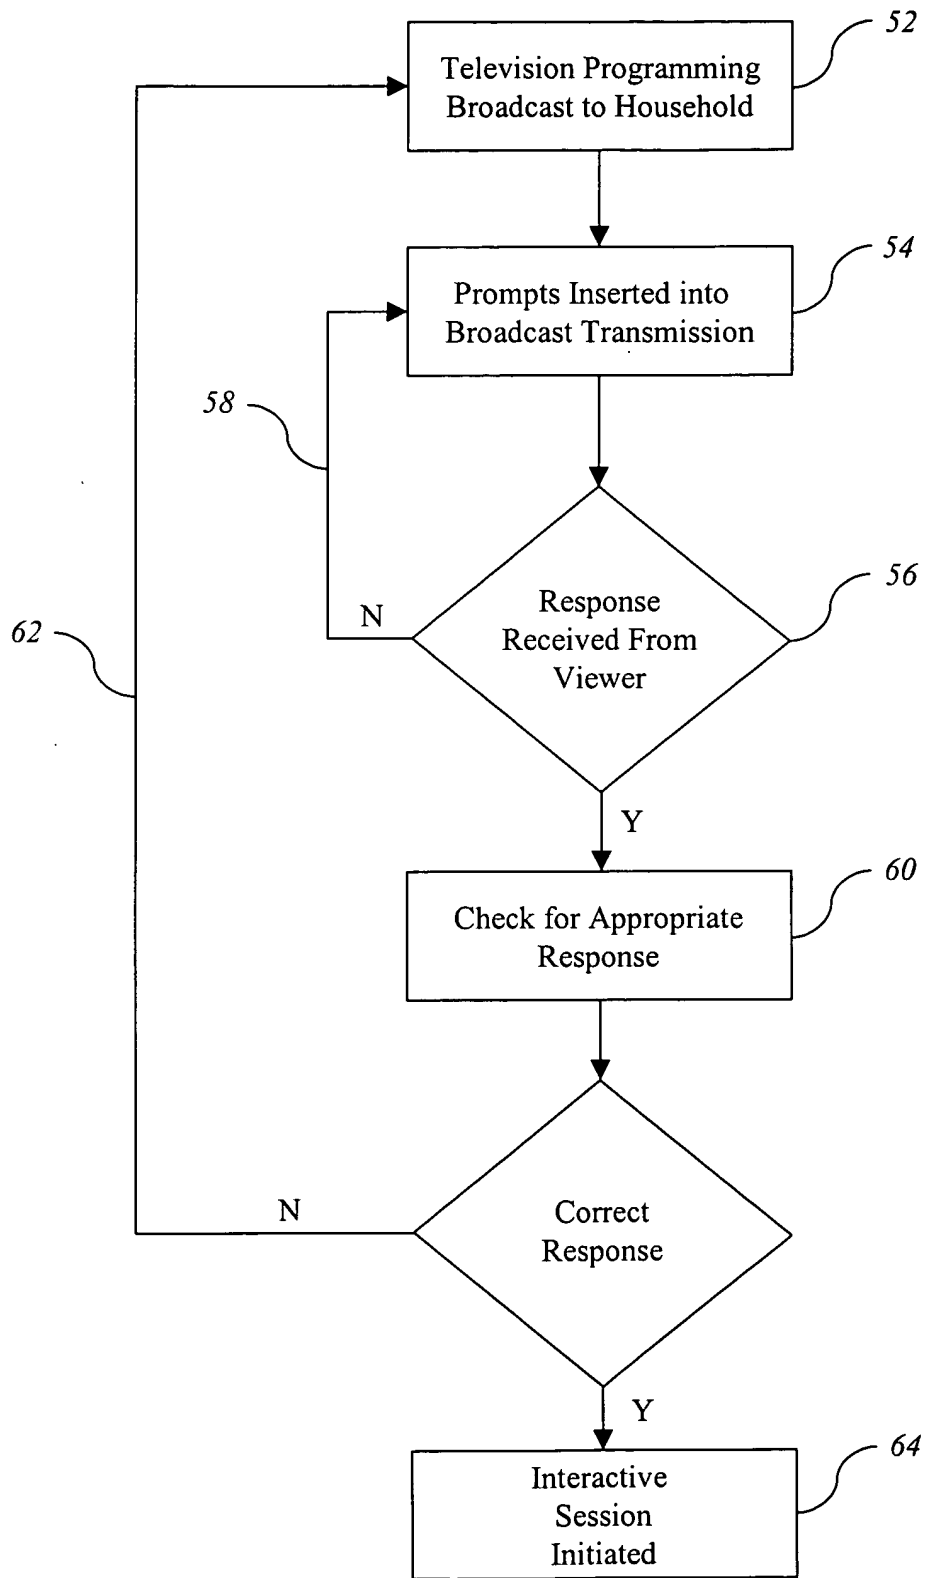 52
Television Programming
Broadcast to Household
54
Prompts Inserted into
Broadcast Transmission
58
56
Response
Received From
Viewer
N
62
Y
60
Check for Appropriate
Response
N
Correct
Response
Y
64
Interactive
Session
Initiated